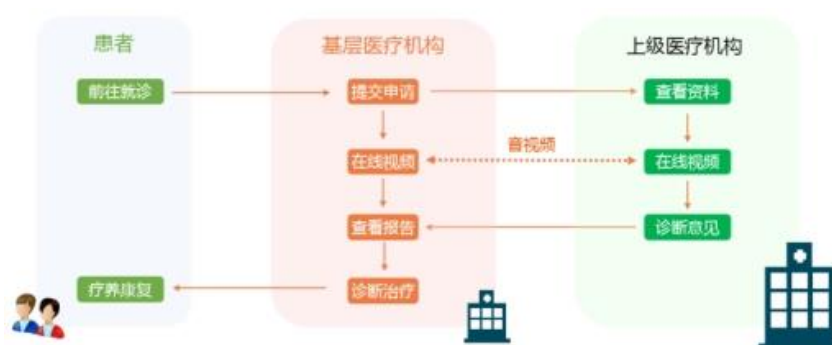 患者
基层医疗机构
上级医疗机构
前往就诊
提交申请
查看资料
音视频
在线视频
在线视频
查看报告
诊断意见
疗养康复
诊断治疗